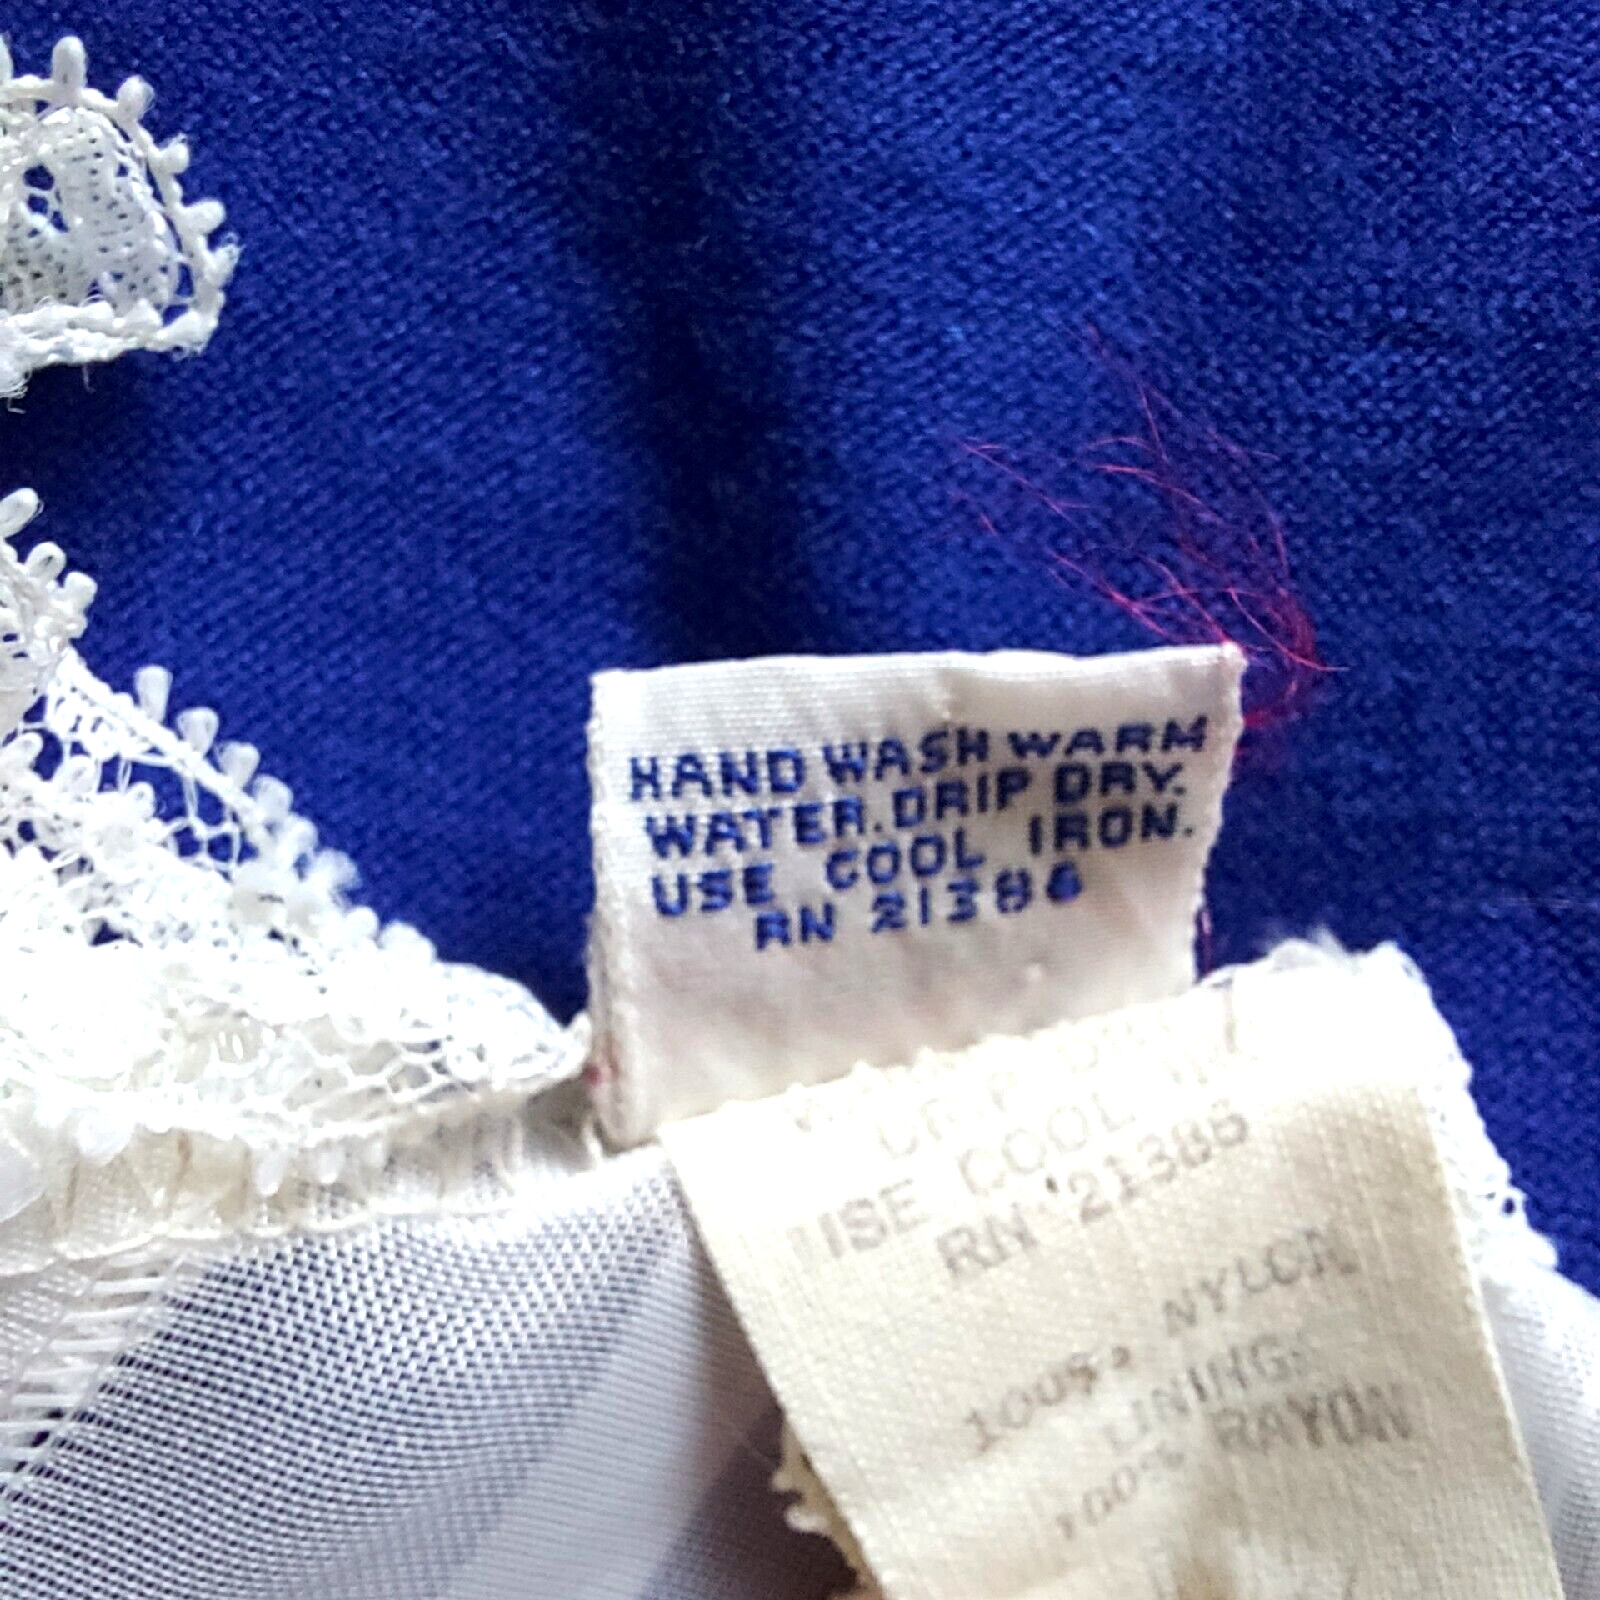 HAND WASH WARM
WATER. DRIP DRY.
USE COOL IRON.
RN 21386
USE COOL
RN 21386
100% NYLON
LINING
100% RAYON